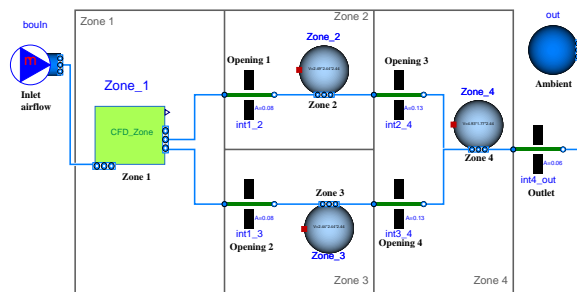 Zone 1
Zone 2
bouIn
m
Inlet
airflow
Zone_1
CFD_Zone
Zone 1
Opening 1
A=0.08
int1_2
Zone_2
Zone 2
Opening 3
A=0.13
int2_4
Zone_4
Zone 4
out
Ambient
A=0.06
int4_out
Outlet
A=0.08
int1_3
Opening 2
Zone 3
Zone_3
A=0.13
int3_4
Opening 4
Zone 3
Zone 4